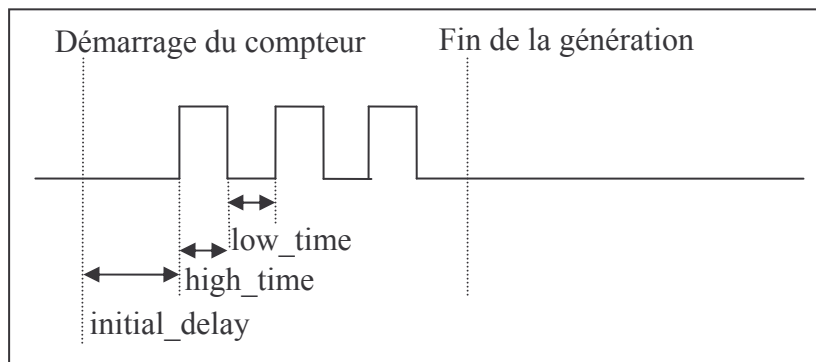 Démarrage du compteur
Fin de la génération
low_time
high_time
initial_delay